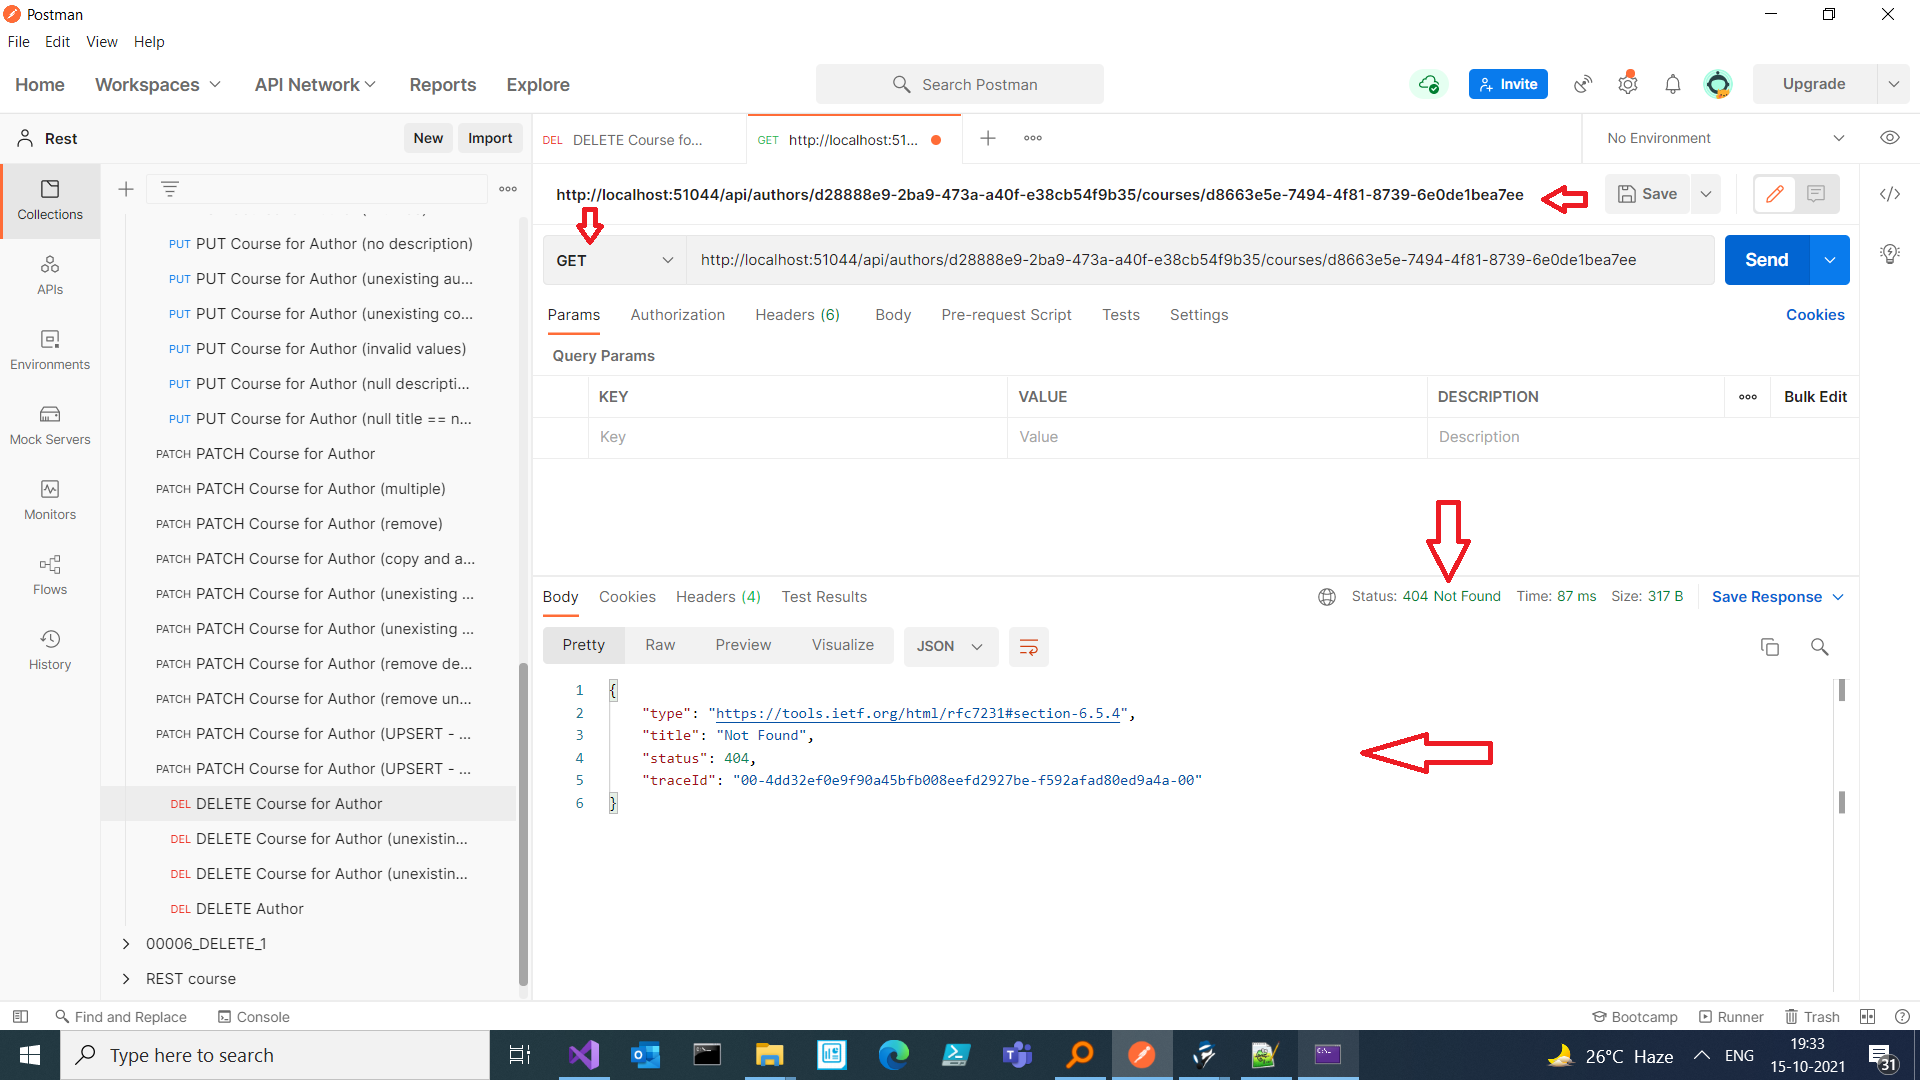 Postman
File Edit View Help
Home Workspaces API Network Reports Explore Search Postman Invite Upgrade
Rest New Import
DEL DELETE Course fo... GET http://localhost:51... No Environment
Collections
APIs
Environments
Mock Servers
Monitors
Flows
History
PUT PUT Course for Author (no description)
PUT PUT Course for Author (unexisting au...
PUT PUT Course for Author (unexisting co...
PUT PUT Course for Author (invalid values)
PUT PUT Course for Author (null descripti...
PUT PUT Course for Author (null title == n...
PATCH PATCH Course for Author
PATCH PATCH Course for Author (multiple)
PATCH PATCH Course for Author (remove)
PATCH PATCH Course for Author (copy and a...
PATCH PATCH Course for Author (unexisting ...
PATCH PATCH Course for Author (unexisting ...
PATCH PATCH Course for Author (remove de...
PATCH PATCH Course for Author (remove un...
PATCH PATCH Course for Author (UPSERT - ...
PATCH PATCH Course for Author (UPSERT - ...
DEL DELETE Course for Author
DEL DELETE Course for Author (unexistin...
DEL DELETE Course for Author (unexistin...
DEL DELETE Author
00006_DELETE_1
REST course
http://localhost:51044/api/authors/d28888e9-2ba9-473a-a40f-e38cb54f9b35/courses/d8663e5e-7494-4f81-8739-6e0de1bea7ee Save
GET http://localhost:51044/api/authors/d28888e9-2ba9-473a-a40f-e38cb54f9b35/courses/d8663e5e-7494-4f81-8739-6e0de1bea7ee Send
Params Authorization Headers (6) Body Pre-request Script Tests Settings Cookies
Query Params
KEY VALUE DESCRIPTION Bulk Edit
Key Value Description
Body Cookies Headers (4) Test Results Status: 404 Not Found Time: 87 ms Size: 317 B Save Response
Pretty Raw Preview Visualize JSON
1 {
2 "type": "https://tools.ietf.org/html/rfc7231#section-6.5.4",
3 "title": "Not Found",
4 "status": 404,
5 "traceId": "00-4dd32ef0e9f90a45bfb008eefd2927be-f592afad80ed9a4a-00"
6 }
Find and Replace Console Bootcamp Runner Trash
Type here to search 26°C Haze ENG 19:33
15-10-2021 31